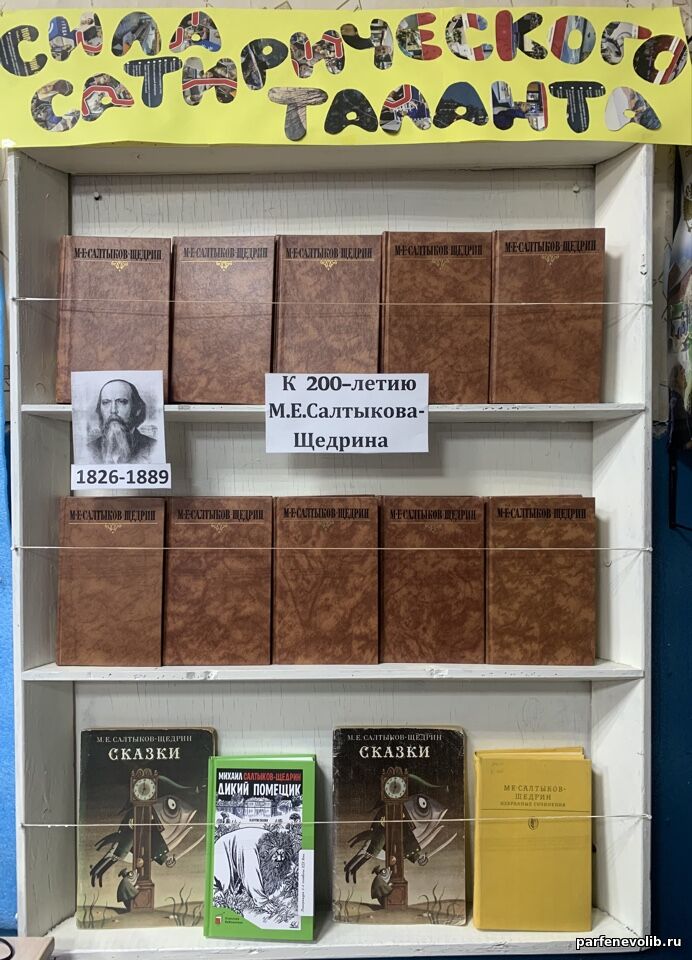 СИЛА
САТИРИЧЕСКОГО
ТАЛАНТА
М·Е·САЛТЫКОВ-ЩЕДРИН
М·Е·САЛТЫКОВ-ЩЕДРИН
М·Е·САЛТЫКОВ-ЩЕДРИН
М·Е·САЛТЫКОВ-ЩЕДРИН
М·Е·САЛТЫКОВ-ЩЕДРИН
К 200-летию
М.Е.Салтыкова-
Щедрина
1826-1889
М·Е·САЛТЫКОВ-ЩЕДРИН
М·Е·САЛТЫКОВ-ЩЕДРИН
М·Е·САЛТЫКОВ-ЩЕДРИН
М·Е·САЛТЫКОВ-ЩЕДРИН
М·Е·САЛТЫКОВ-ЩЕДРИН
М. Е. САЛТЫКОВ-ЩЕДРИН
СКАЗКИ
МИХАИЛ САЛТЫКОВ-ЩЕДРИН
ДИКИЙ ПОМЕЩИК
М. Е. САЛТЫКОВ-ЩЕДРИН
СКАЗКИ
М·Е·САЛТЫКОВ-
ЩЕДРИН
ИЗБРАННЫЕ СОЧИНЕНИЯ
parfenevolib.ru